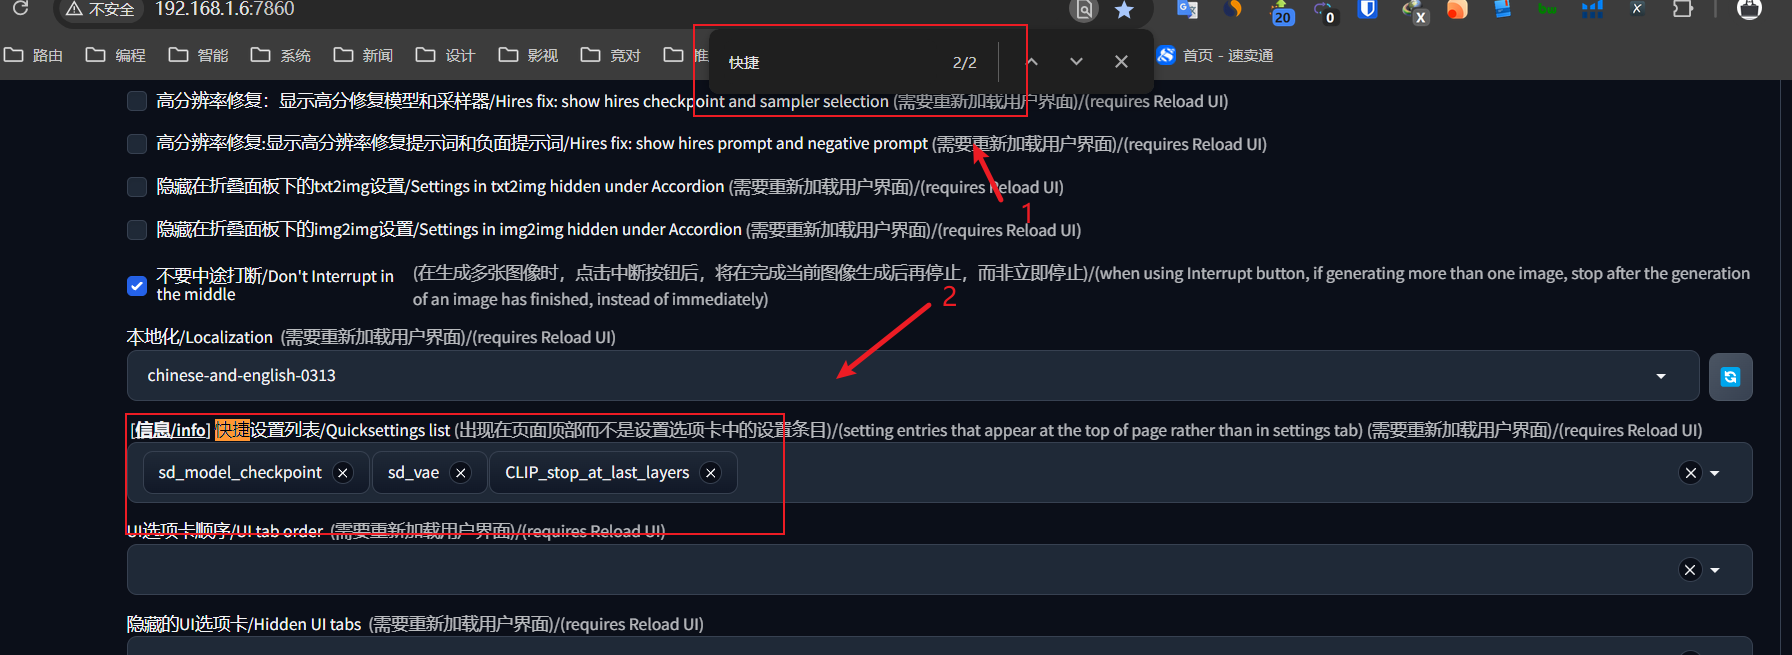 不安全 192.168.1.6:7860
20 0 X bw X
路由 编程 智能 系统 新闻 设计 影视 竞对 推 首页 - 速卖通
快捷 2/2
高分辨率修复：显示高分修复模型和采样器/Hires fix: show hires checkpoint and sampler selection (需要重新加载用户界面)/(requires Reload UI)
高分辨率修复:显示高分辨率修复提示词和负面提示词/Hires fix: show hires prompt and negative prompt (需要重新加载用户界面)/(requires Reload UI)
隐藏在折叠面板下的txt2img设置/Settings in txt2img hidden under Accordion (需要重新加载用户界面)/(requires Reload UI)
1
隐藏在折叠面板下的img2img设置/Settings in img2img hidden under Accordion (需要重新加载用户界面)/(requires Reload UI)
不要中途打断/Don't Interrupt in the middle
(在生成多张图像时，点击中断按钮后，将在完成当前图像生成后再停止，而非立即停止)/(when using Interrupt button, if generating more than one image, stop after the generation
of an image has finished, instead of immediately)
2
本地化/Localization (需要重新加载用户界面)/(requires Reload UI)
chinese-and-english-0313
[信息/info] 快捷设置列表/Quicksettings list (出现在页面顶部而不是设置选项卡中的设置条目)/(setting entries that appear at the top of page rather than in settings tab) (需要重新加载用户界面)/(requires Reload UI)
sd_model_checkpoint sd_vae CLIP_stop_at_last_layers
UI选项卡顺序/UI tab order (需要重新加载用户界面)/(requires Reload UI)
隐藏的UI选项卡/Hidden UI tabs (需要重新加载用户界面)/(requires Reload UI)